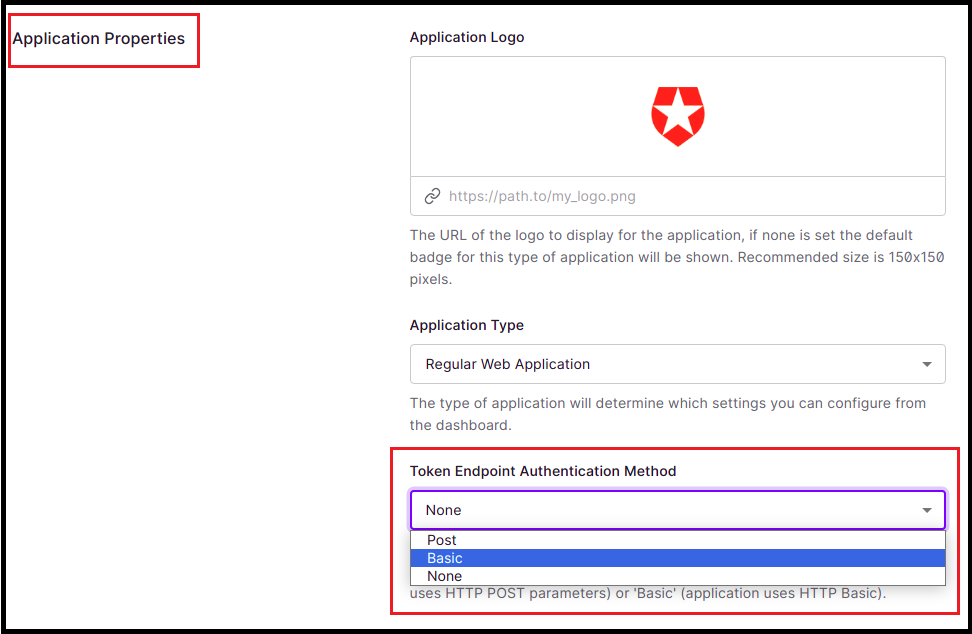 Application Properties
Application Logo
https://path.to/my_logo.png
The URL of the logo to display for the application, if none is set the default
badge for this type of application will be shown. Recommended size is 150x150
pixels.
Application Type
Regular Web Application
The type of application will determine which settings you can configure from
the dashboard.
Token Endpoint Authentication Method
None
Post
Basic
None
uses HTTP POST parameters) or 'Basic' (application uses HTTP Basic).